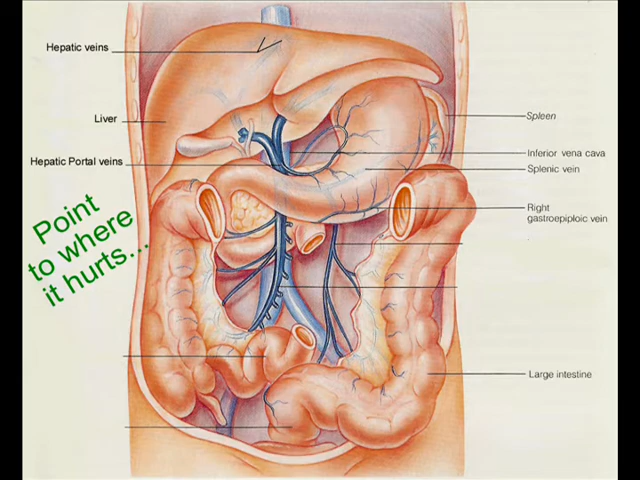 Hepatic veins
Liver
Hepatic Portal veins
Point
to where
it hurts...
Spleen
Inferior vena cava
Splenic vein
Right
gastroepiploic vein
Large intestine